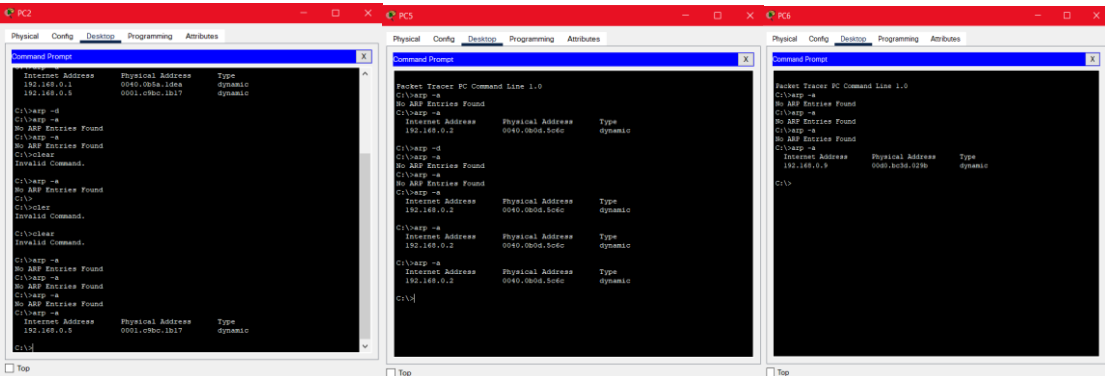 PC2
Physical Config Desktop Programming Attributes
Command Prompt X
Internet Address Physical Address Type
192.168.0.1 0040.0b5a.1dea dynamic
192.168.0.5 0001.c9bc.1b17 dynamic
C:\>arp -d
C:\>arp -a
No ARP Entries Found
C:\>arp -a
No ARP Entries Found
C:\>clear
Invalid Command.
C:\>arp -a
No ARP Entries Found
C:\>
C:\>cler
Invalid Command.
C:\>clear
Invalid Command.
C:\>arp -a
No ARP Entries Found
C:\>arp -a
No ARP Entries Found
C:\>arp -a
No ARP Entries Found
C:\>arp -a
Internet Address Physical Address Type
192.168.0.5 0001.c9bc.1b17 dynamic
C:\>
Top
PC5
Physical Config Desktop Programming Attributes
Command Prompt X
Packet Tracer PC Command Line 1.0
C:\>arp -a
No ARP Entries Found
C:\>arp -a
Internet Address Physical Address Type
192.168.0.2 0040.0b0d.5c6c dynamic
C:\>arp -d
C:\>arp -a
No ARP Entries Found
C:\>arp -a
No ARP Entries Found
C:\>arp -a
Internet Address Physical Address Type
192.168.0.2 0040.0b0d.5c6c dynamic
C:\>arp -a
Internet Address Physical Address Type
192.168.0.2 0040.0b0d.5c6c dynamic
C:\>arp -a
Internet Address Physical Address Type
192.168.0.2 0040.0b0d.5c6c dynamic
C:\>
Top
PC6
Physical Config Desktop Programming Attributes
Command Prompt X
Packet Tracer PC Command Line 1.0
C:\>arp -a
No ARP Entries Found
C:\>arp -a
No ARP Entries Found
C:\>arp -a
No ARP Entries Found
C:\>arp -a
Internet Address Physical Address Type
192.168.0.9 00d0.bc3d.029b dynamic
C:\>
Top